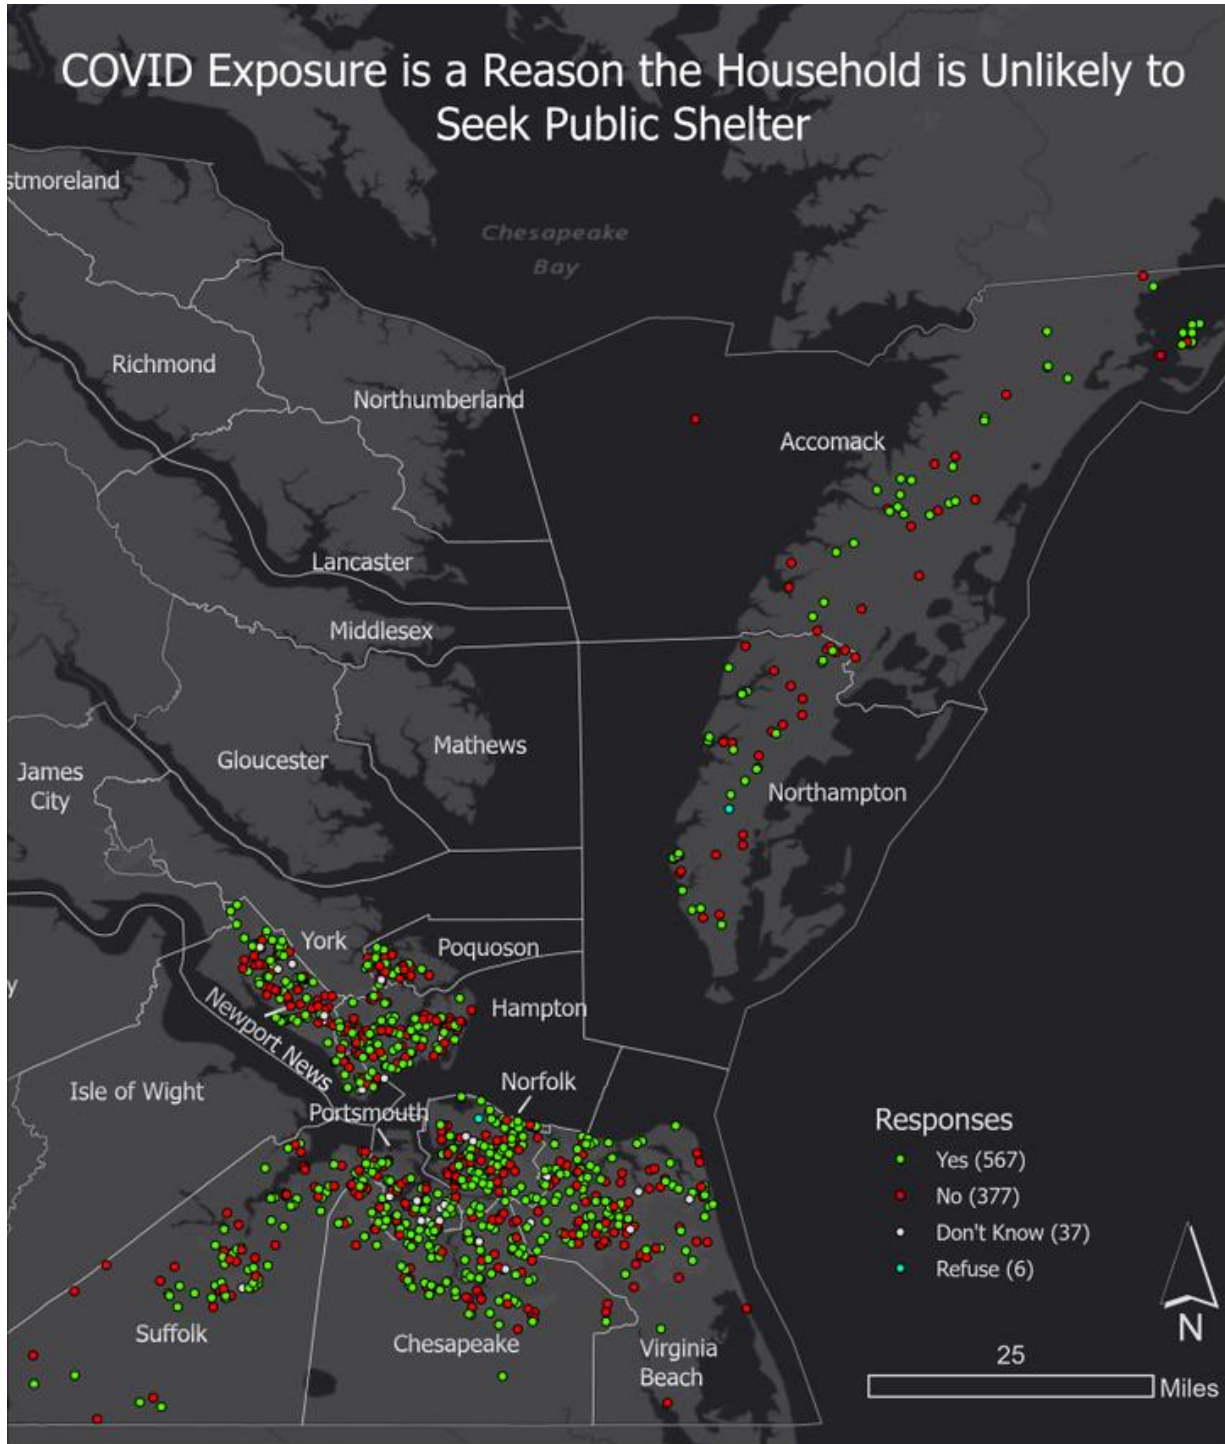 COVID Exposure is a Reason the Household is Unlikely to
Seek Public Shelter
stmoreland
Chesapeake
Bay
Richmond
Northumberland
Accomack
Lancaster
Middlesex
Mathews
Gloucester
James
City
Northampton
York
Poquoson
y
Hampton
Newport News
Isle of Wight
Norfolk
Portsmouth
Responses
Yes (567)
No (377)
Don't Know (37)
Refuse (6)
Suffolk
Chesapeake
Virginia
Beach
N
25
Miles